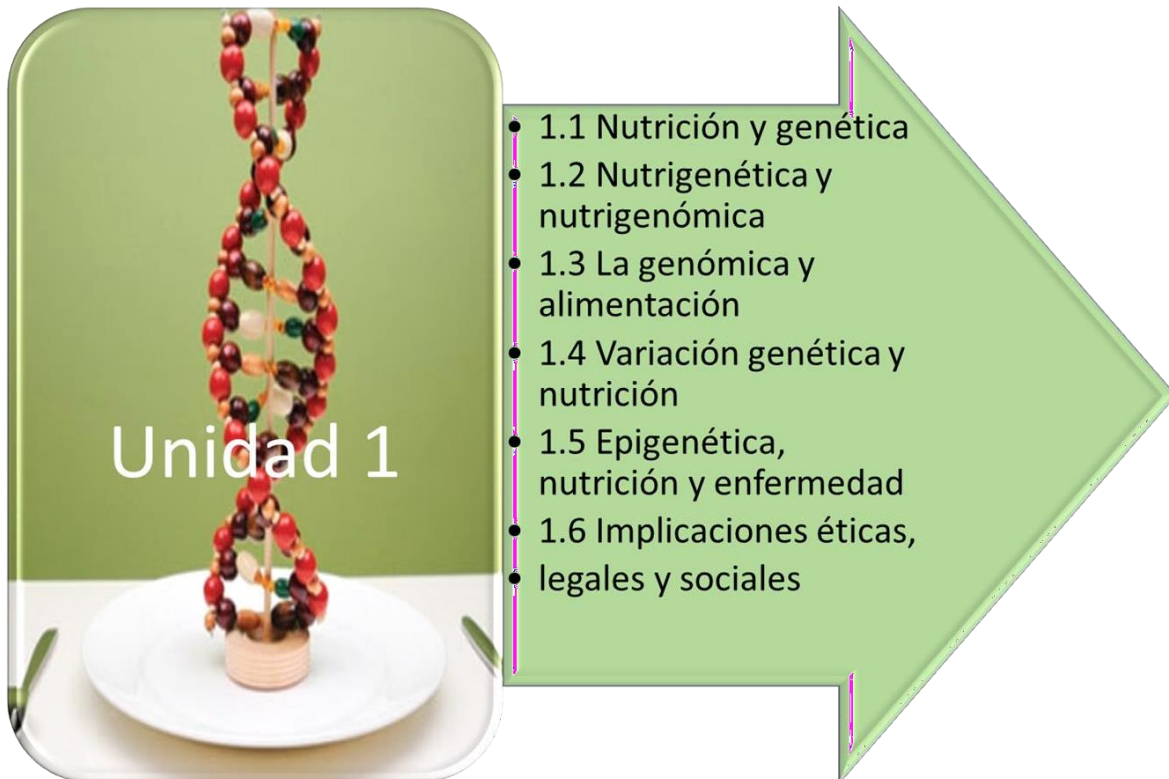 Unidad 1
• 1.1 Nutrición y genética
• 1.2 Nutrigenética y
nutrigenómica
• 1.3 La genómica y
alimentación
• 1.4 Variación genética y
nutrición
• 1.5 Epigenética,
nutrición y enfermedad
• 1.6 Implicaciones éticas,
• legales y sociales